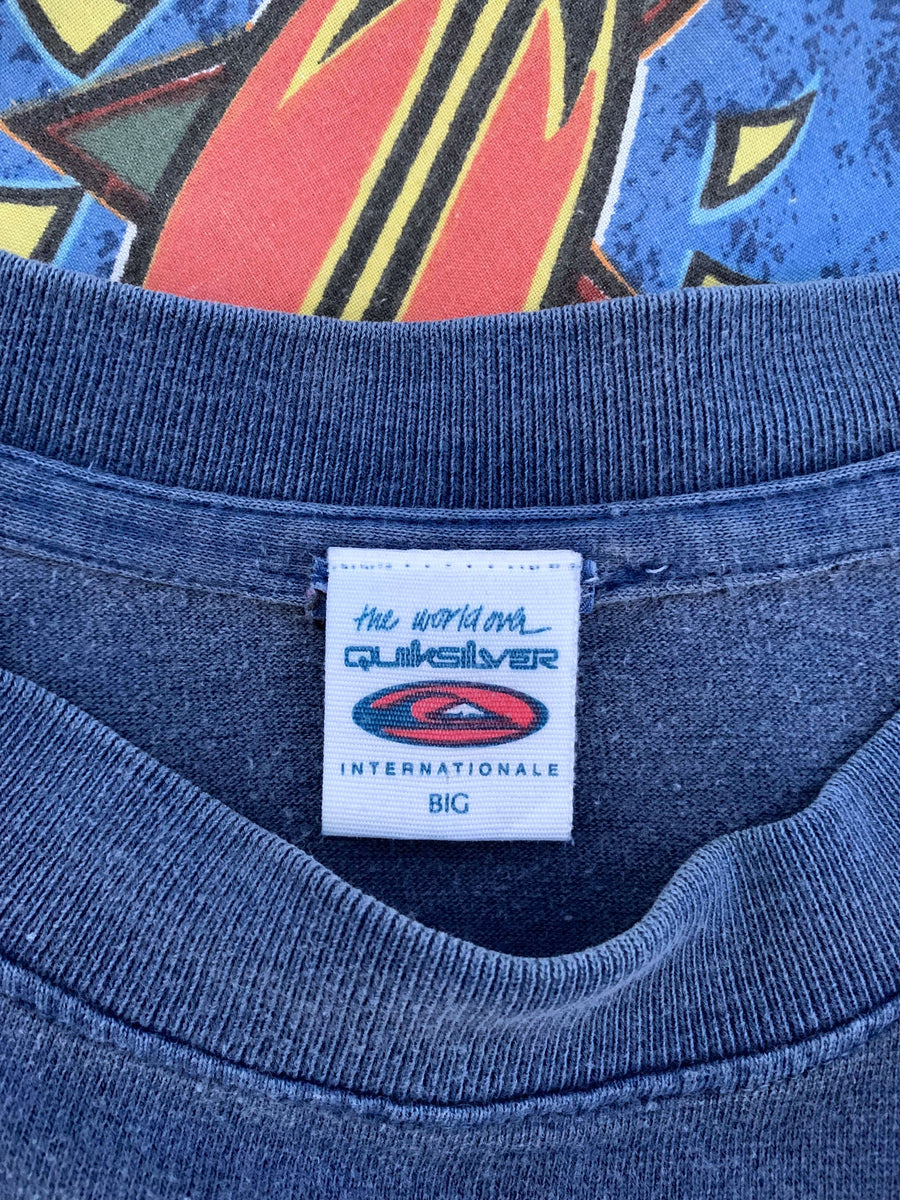 the world over
QUIKSILVER
INTERNATIONALE
BIG